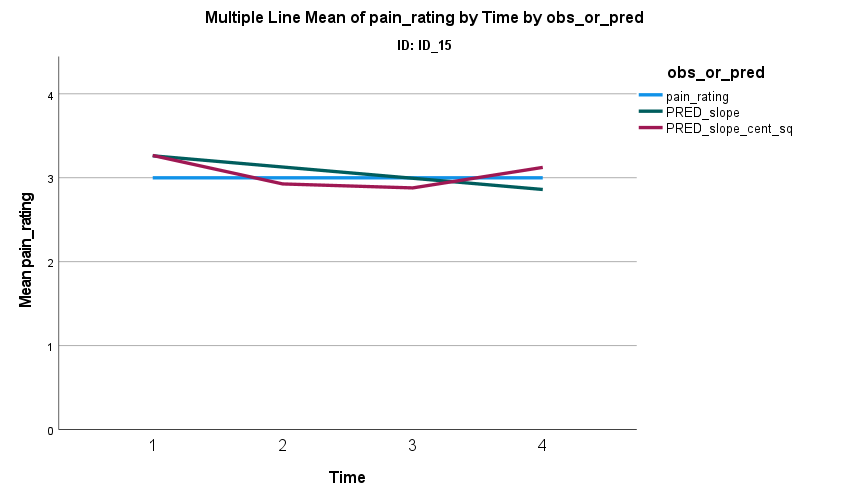 Multiple Line Mean of pain_rating by Time by obs_or_pred
ID: ID_15
obs_or_pred
pain_rating
PRED_slope
PRED_slope_cent_sq
Mean pain_rating
4
3
2
1
0
1 2 3 4
Time